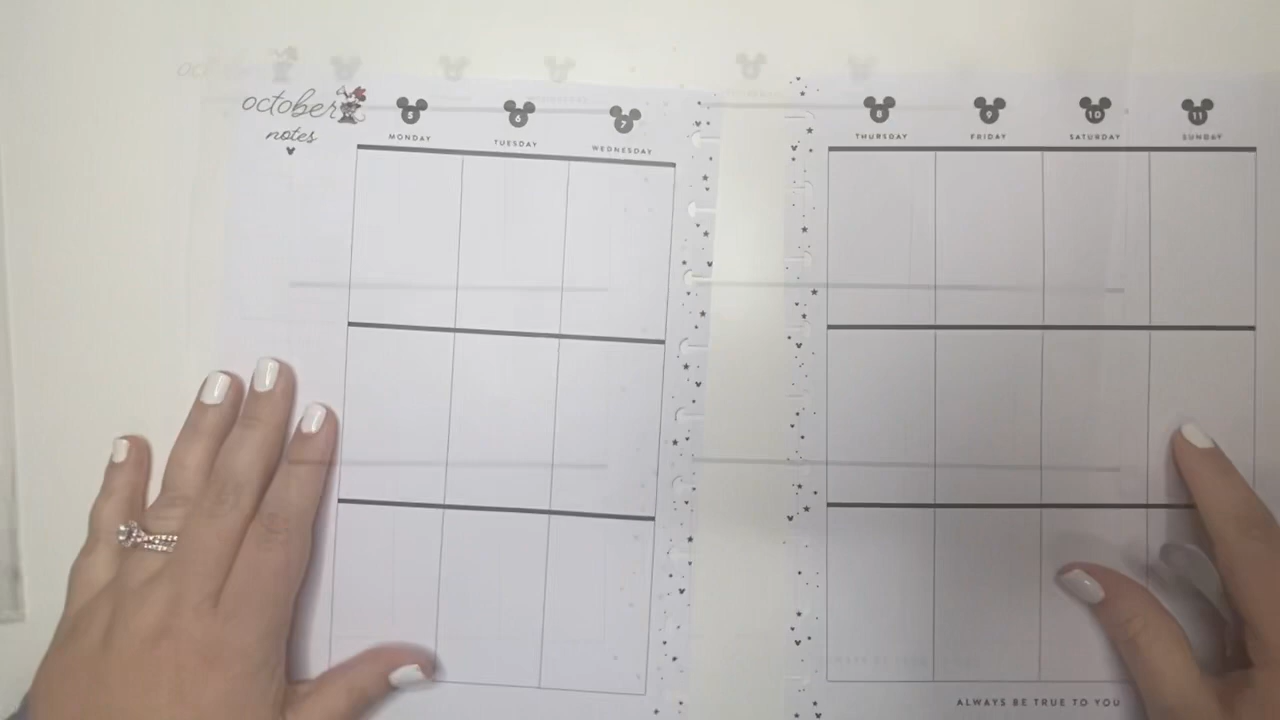 october
notes
5 6 7
MONDAY TUESDAY WEDNESDAY
8 9 10 11
THURSDAY FRIDAY SATURDAY SUNDAY
ALWAYS BE TRUE TO YOU